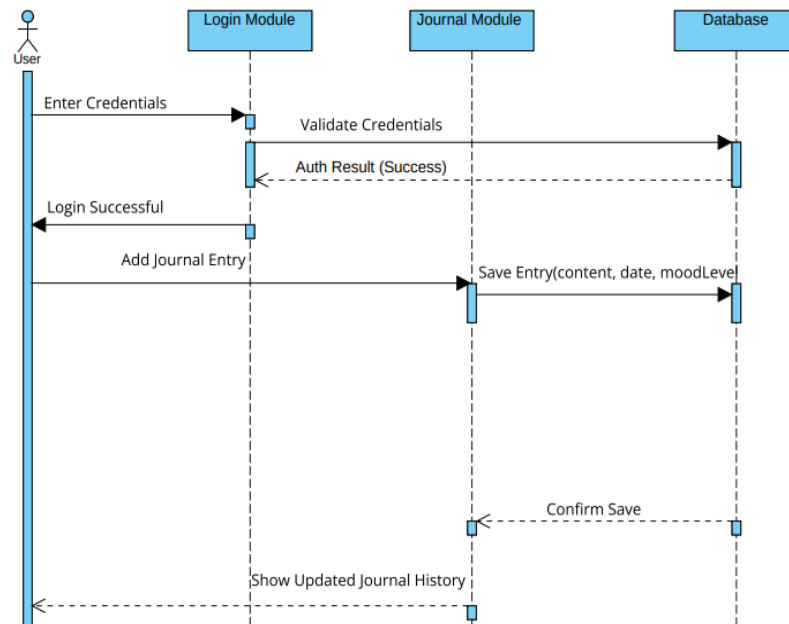 Login Module
Journal Module
Database
User
Enter Credentials
Validate Credentials
Auth Result (Success)
Login Successful
Add Journal Entry
Save Entry(content, date, moodLevel
Confirm Save
Show Updated Journal History